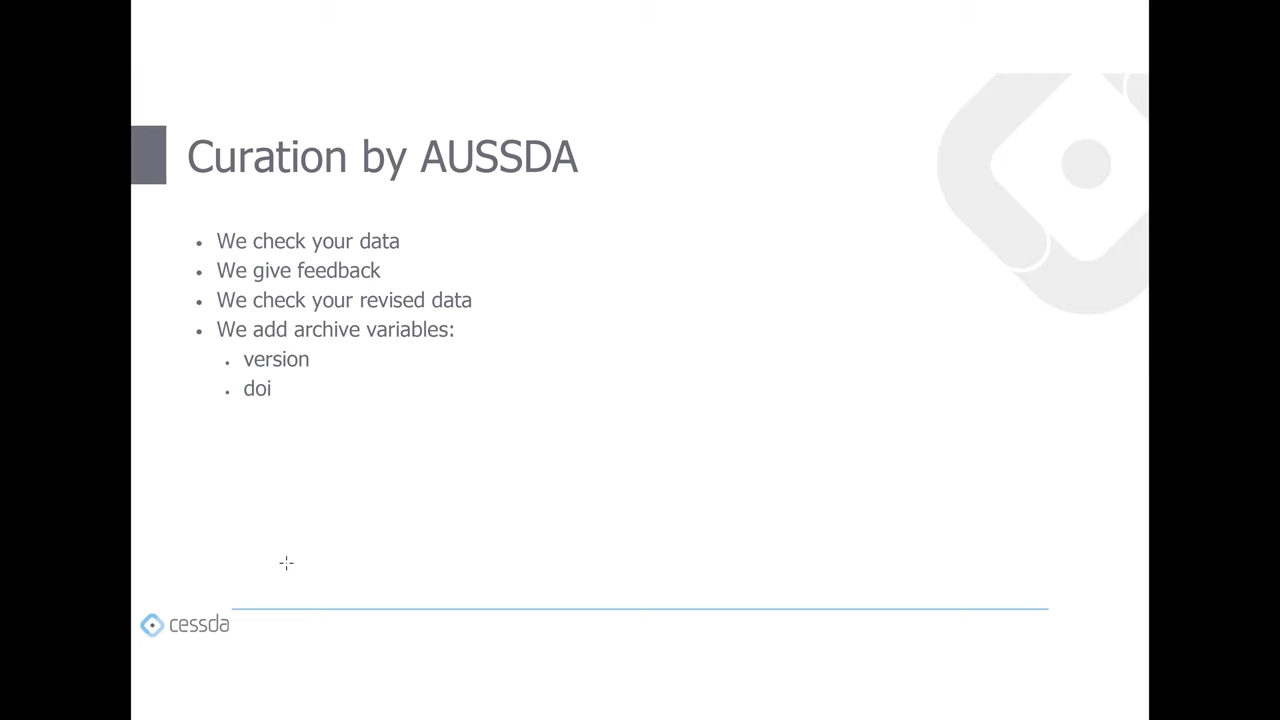 Curation by AUSSDA
We check your data
We give feedback
We check your revised data
We add archive variables:
version
doi
cessda